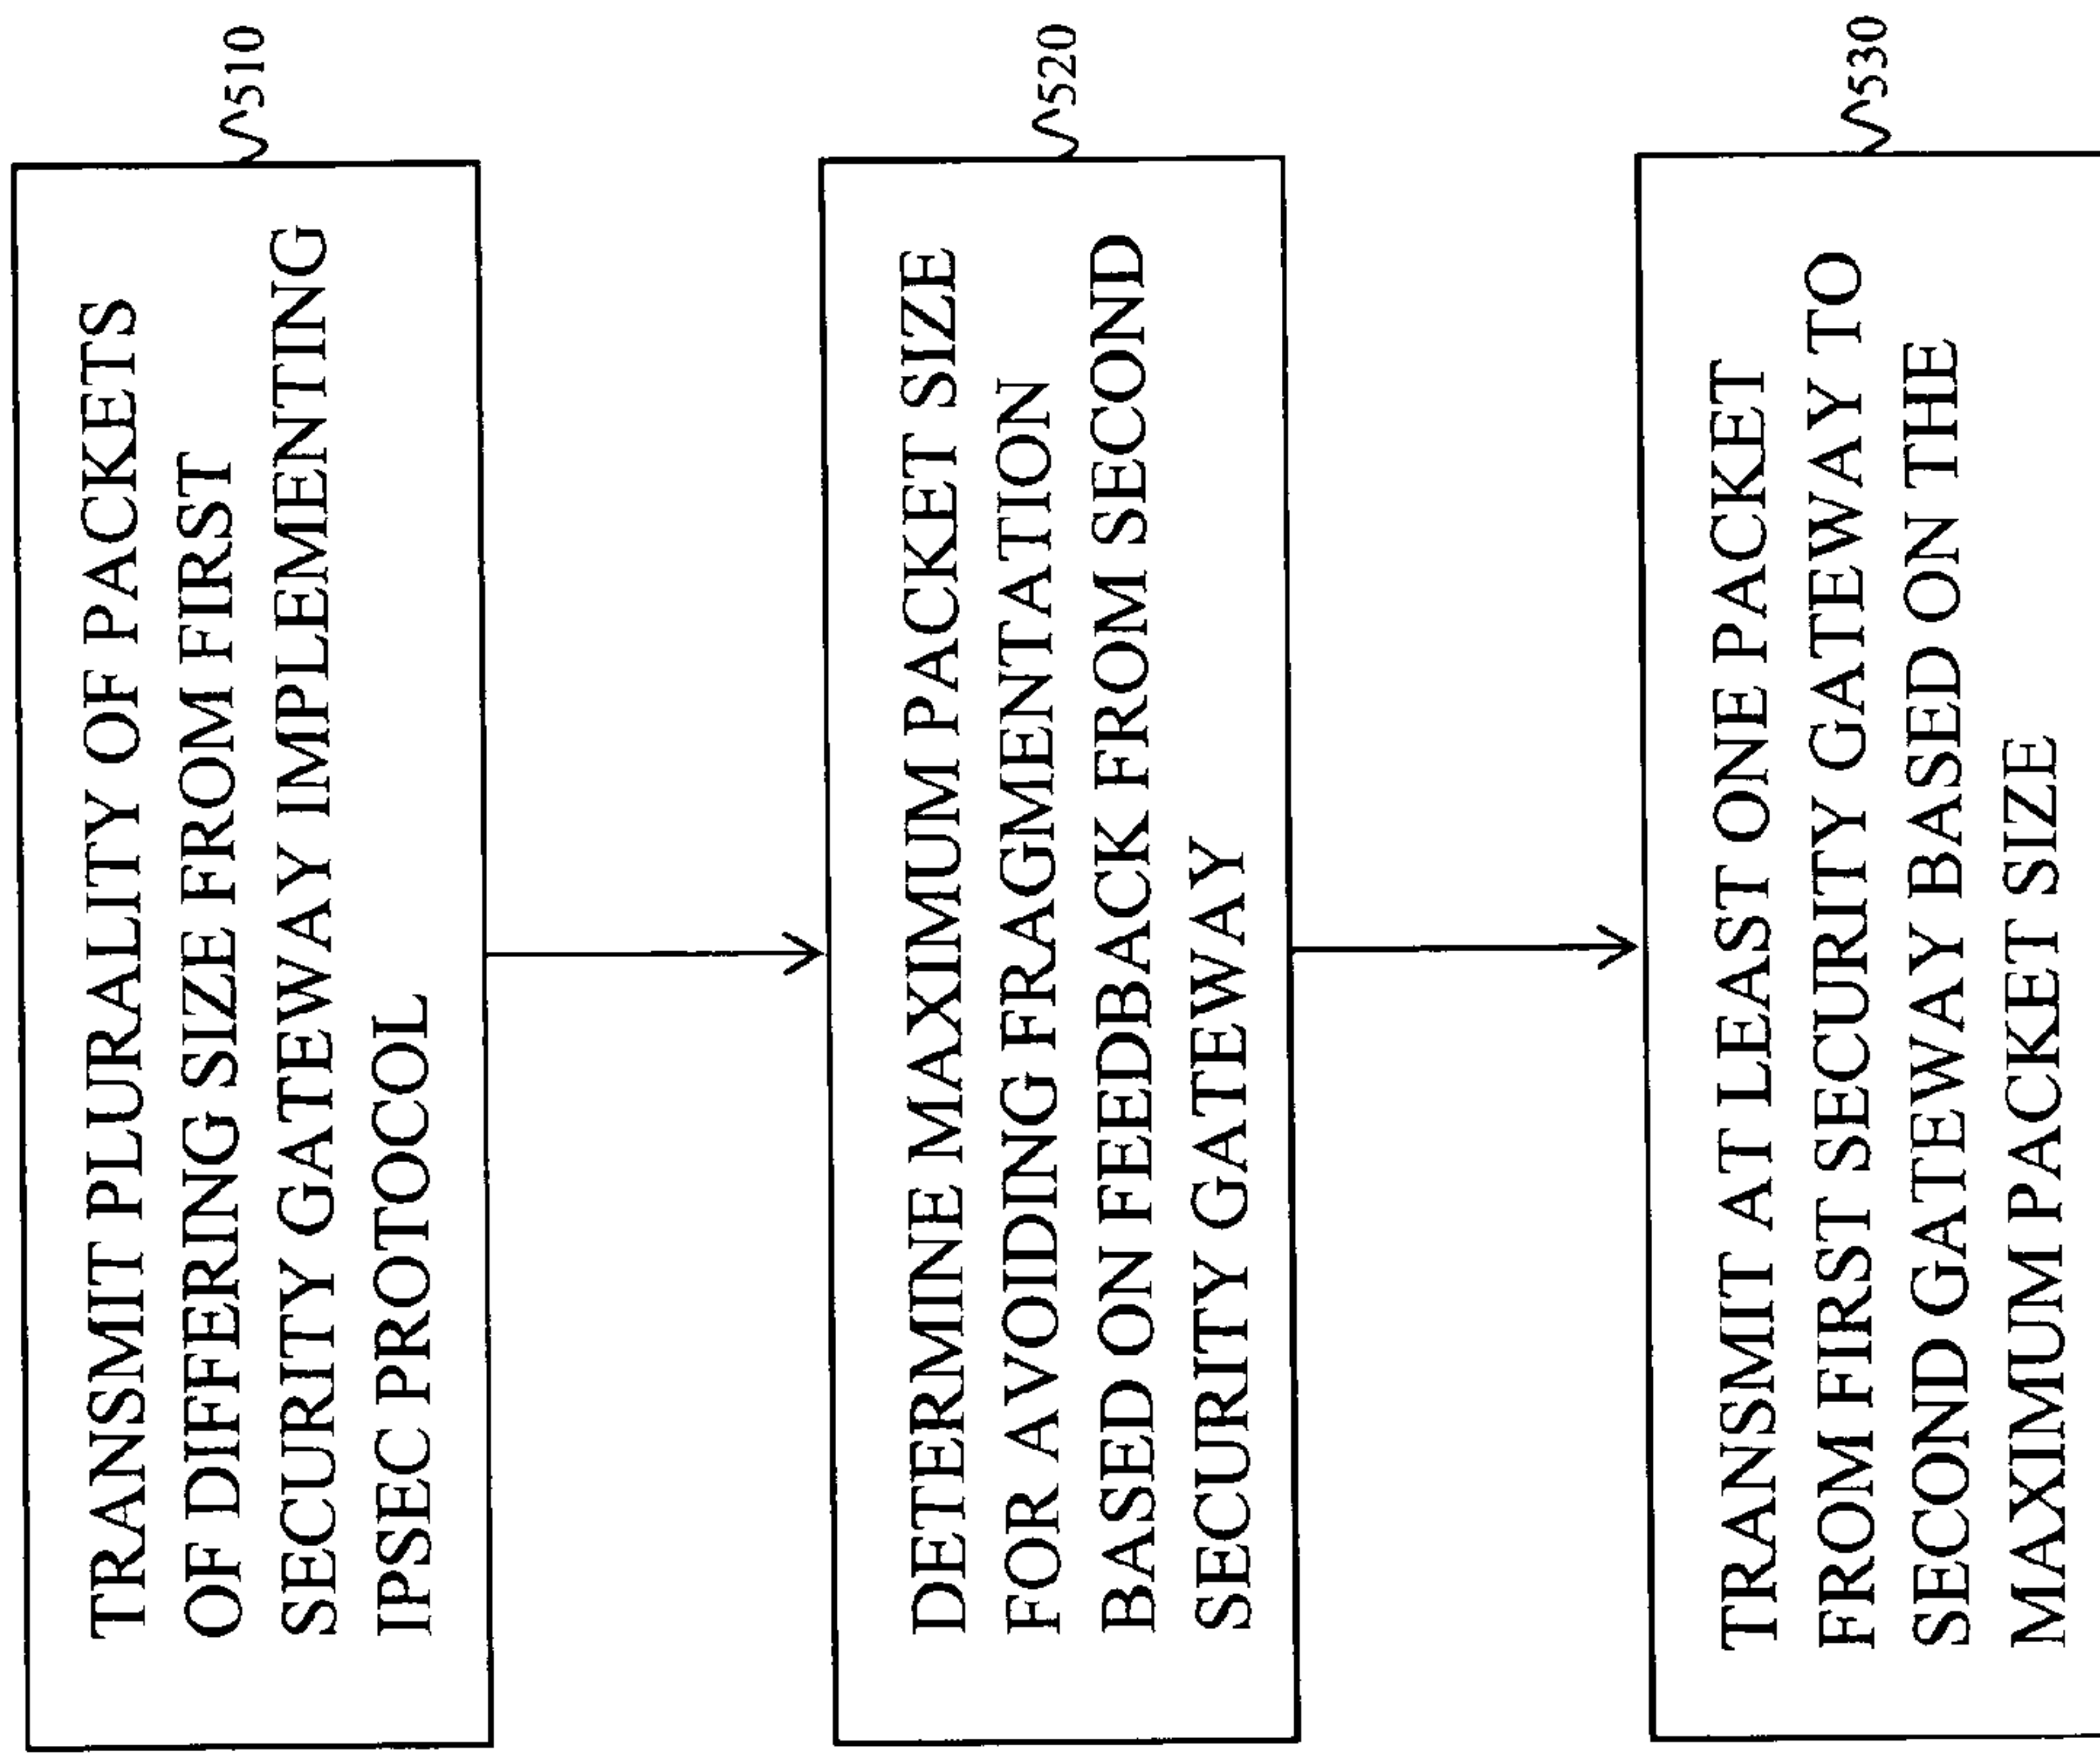 TRANSMIT PLURALITY OF PACKETS
OF DIFFERING SIZE FROM FIRST
SECURITY GATEWAY IMPLEMENTING
IPSEC PROTOCOL
510
DETERMINE MAXIMUM PACKET SIZE
FOR AVOIDING FRAGMENTATION
BASED ON FEEDBACK FROM SECOND
SECURITY GATEWAY
520
TRANSMIT AT LEAST ONE PACKET
FROM FIRST SECURITY GATEWAY TO
SECOND GATEWAY BASED ON THE
MAXIMUM PACKET SIZE
530